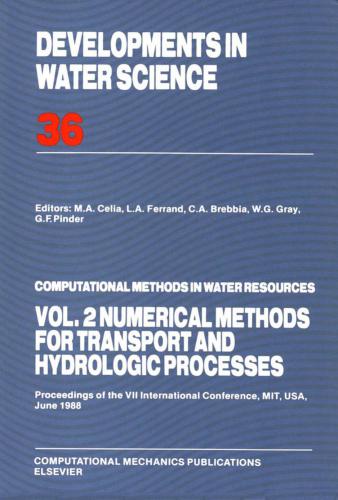 DEVELOPMENTS IN
WATER SCIENCE
36
Editors: M.A. Celia, L.A. Ferrand, C.A. Brebbia, W.G. Gray,
G.F. Pinder
COMPUTATIONAL METHODS IN WATER RESOURCES
VOL. 2 NUMERICAL METHODS
FOR TRANSPORT AND
HYDROLOGIC PROCESSES
Proceedings of the VII International Conference, MIT, USA,
June 1988
COMPUTATIONAL MECHANICS PUBLICATIONS
ELSEVIER